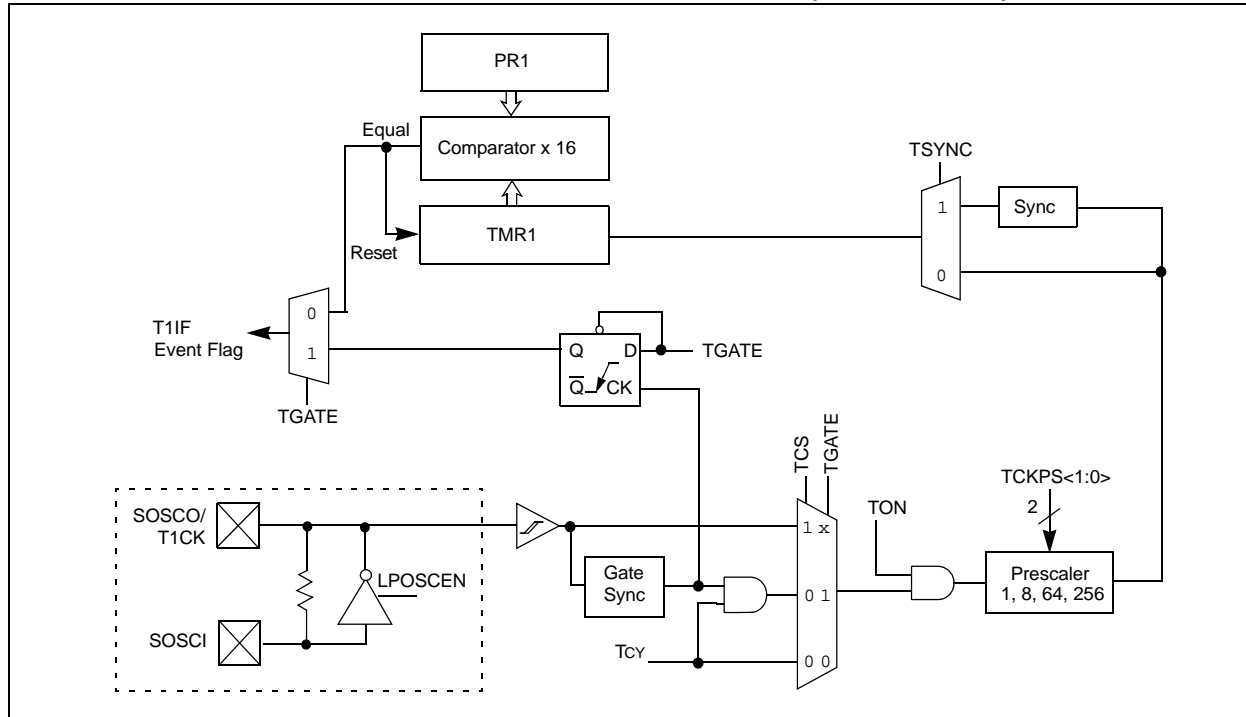 PR1
Equal
Comparator x 16
TSYNC
1
Sync
Reset
TMR1
0
0
T1IF
Event Flag
1
Q
D
TGATE
Q
CK
TGATE
TCS
TGATE
TCKPS<1:0>
2
SOSCO/
T1CK
1 x
TON
LPOSCEN
Gate
Sync
0 1
Prescaler
1, 8, 64, 256
SOSCI
TCY
0 0